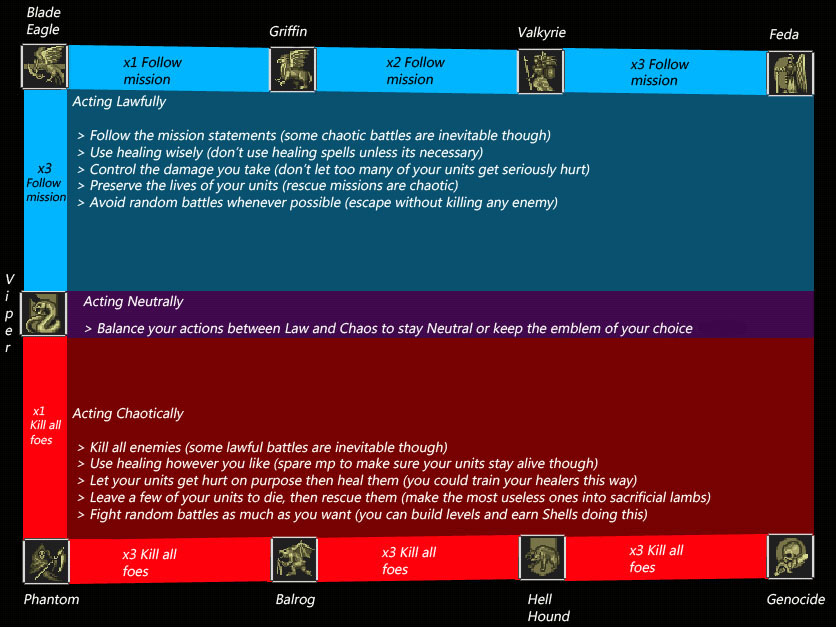 Blade
Eagle
Griffin
Valkyrie
Feda
x1 Follow
mission
x2 Follow
mission
x3 Follow
mission
Acting Lawfully
> Follow the mission statements (some chaotic battles are inevitable though)
> Use healing wisely (don't use healing spells unless its necessary)
> Control the damage you take (don't let too many of your units get seriously hurt)
> Preserve the lives of your units (rescue missions are chaotic)
> Avoid random battles whenever possible (escape without killing any enemy)
x3
Follow
mission
Viper
Acting Neutrally
> Balance your actions between Law and Chaos to stay Neutral or keep the emblem of your choice
x1
Kill all
foes
Acting Chaotically
> Kill all enemies (some lawful battles are inevitable though)
> Use healing however you like (spare mp to make sure your units stay alive though)
> Let your units get hurt on purpose then heal them (you could train your healers this way)
> Leave a few of your units to die, then rescue them (make the most useless ones into sacrificial lambs)
> Fight random battles as much as you want (you can build levels and earn Shells doing this)
x3 Kill all
foes
x3 Kill all
foes
x3 Kill all
foes
Phantom
Balrog
Hell
Hound
Genocide